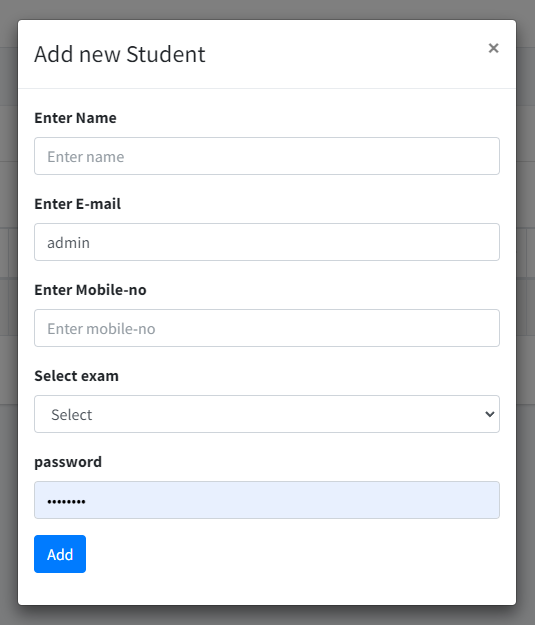 Add new Student
×
Enter Name
Enter name
Enter E-mail
admin
Enter Mobile-no
Enter mobile-no
Select exam
Select
password
••••••••
Add